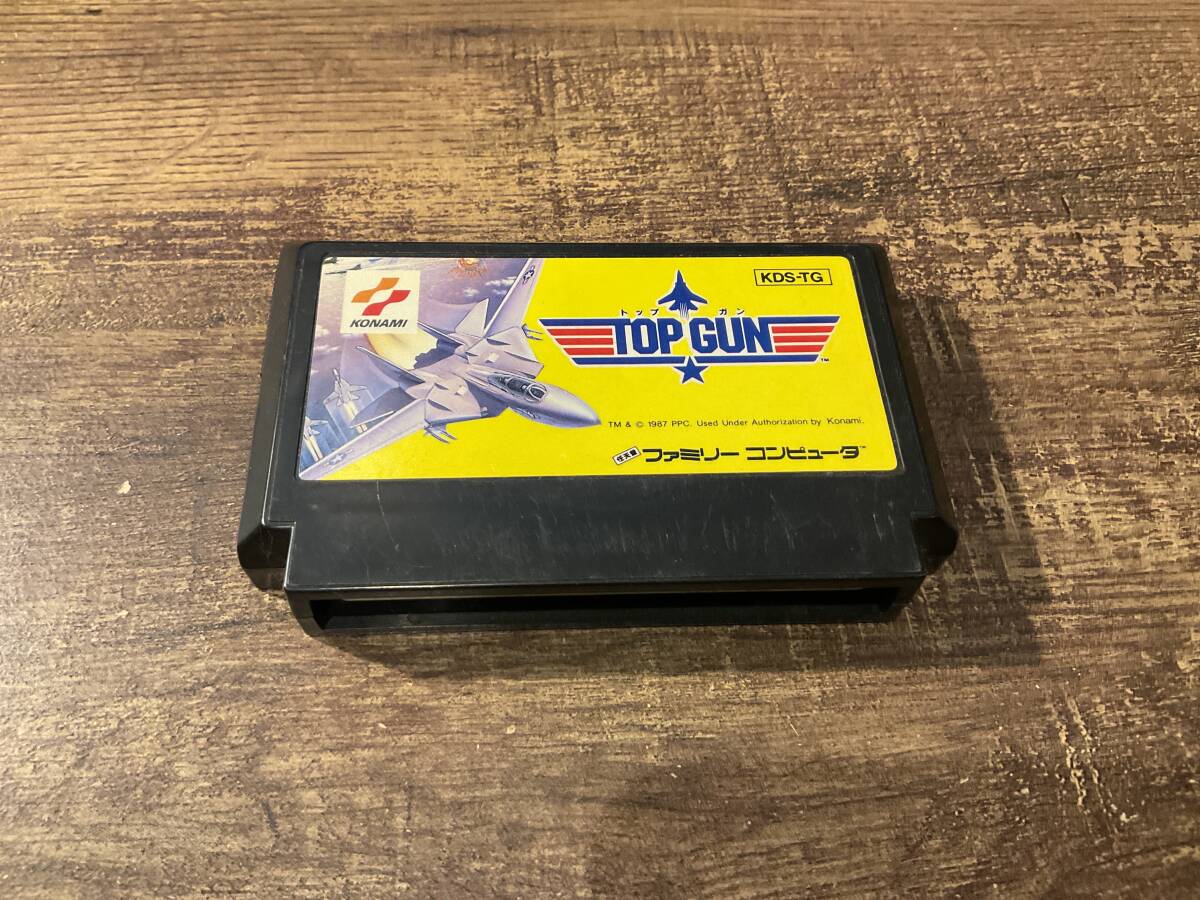 KONAMI
KDS-TG
トップ ガン
TOP GUN
TM
TM & © 1987 PPC. Used Under Authorization by Konami.
任天堂 ファミリー コンピュータ